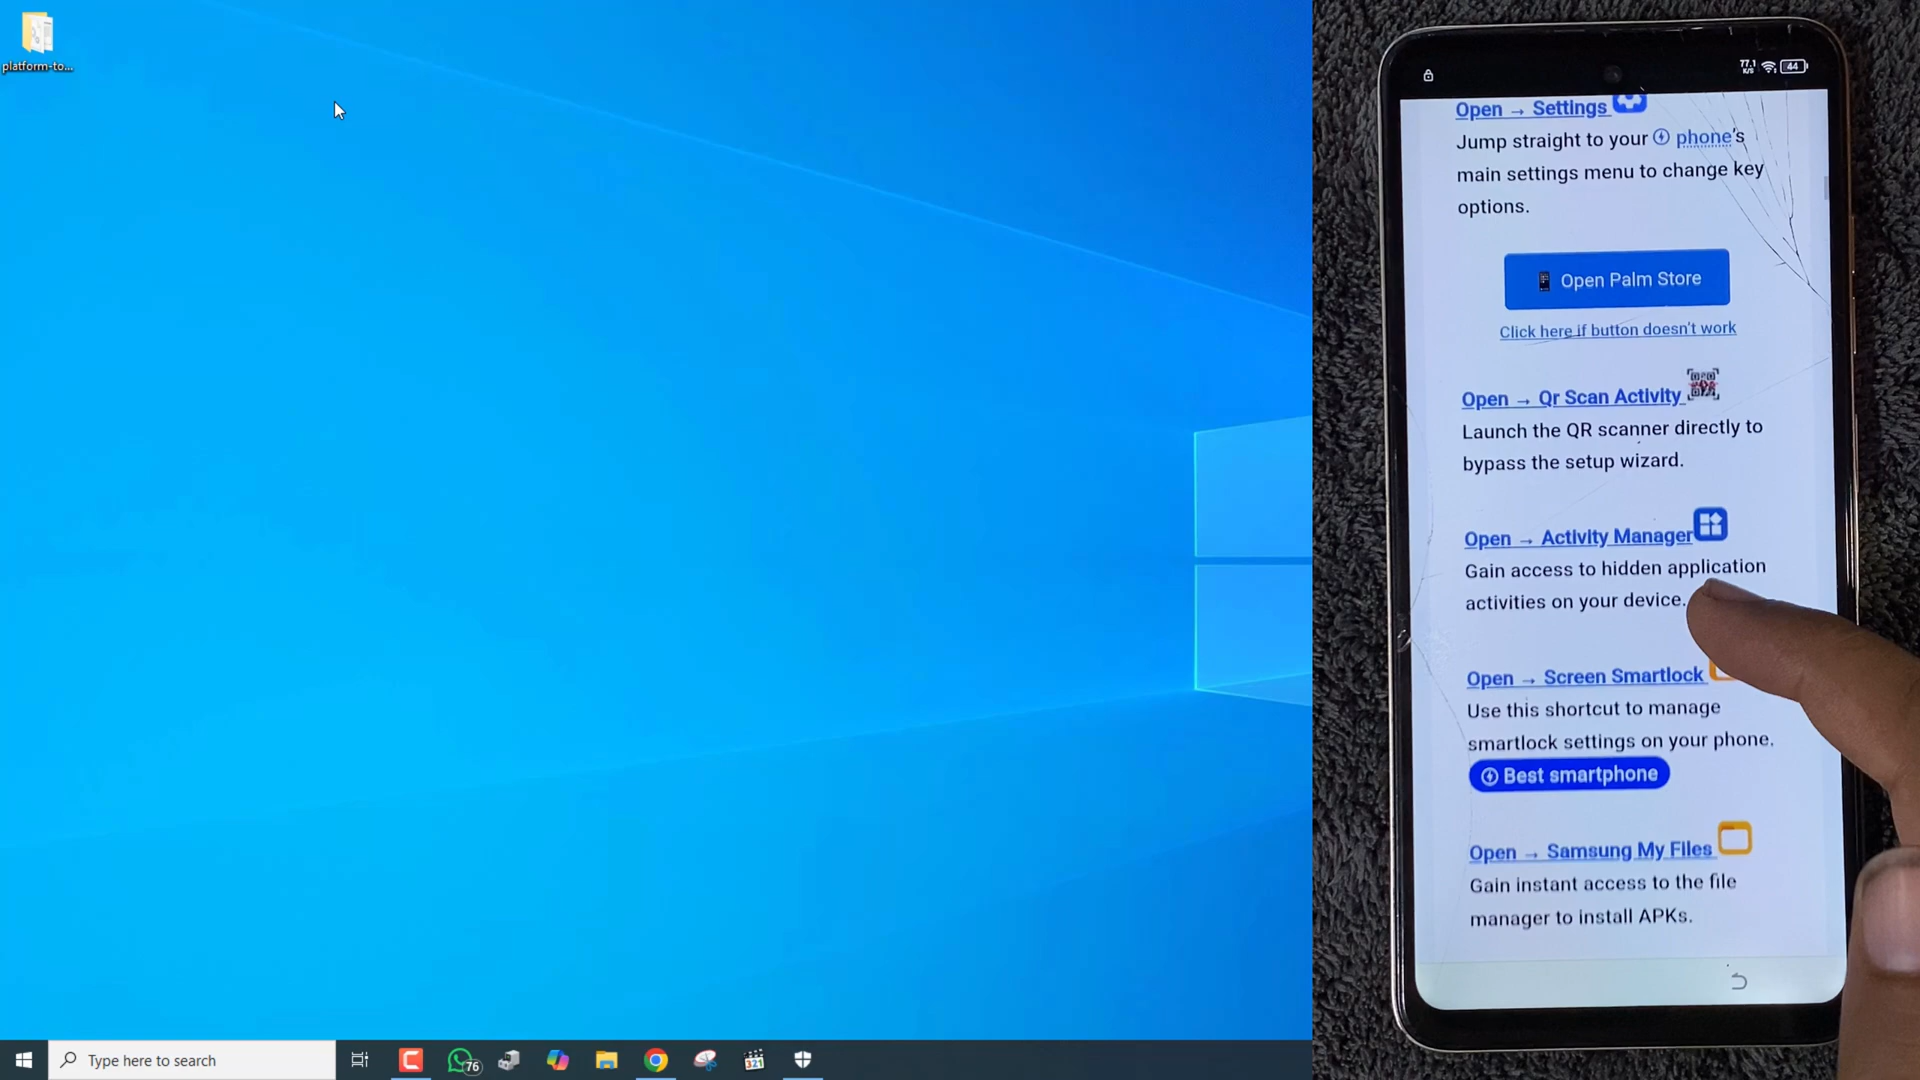 platform-to...
Type here to search
76
321
77.1
K/S
44
Open → Settings
Jump straight to your phone's
main settings menu to change key
options.
Open Palm Store
Click here if button doesn't work
Open → Qr Scan Activity
Launch the QR scanner directly to
bypass the setup wizard.
Open → Activity Manager
Gain access to hidden application
activities on your device.
Open → Screen Smartlock
Use this shortcut to manage
smartlock settings on your phone.
Best smartphone
Open → Samsung My Files
Gain instant access to the file
manager to install APKs.